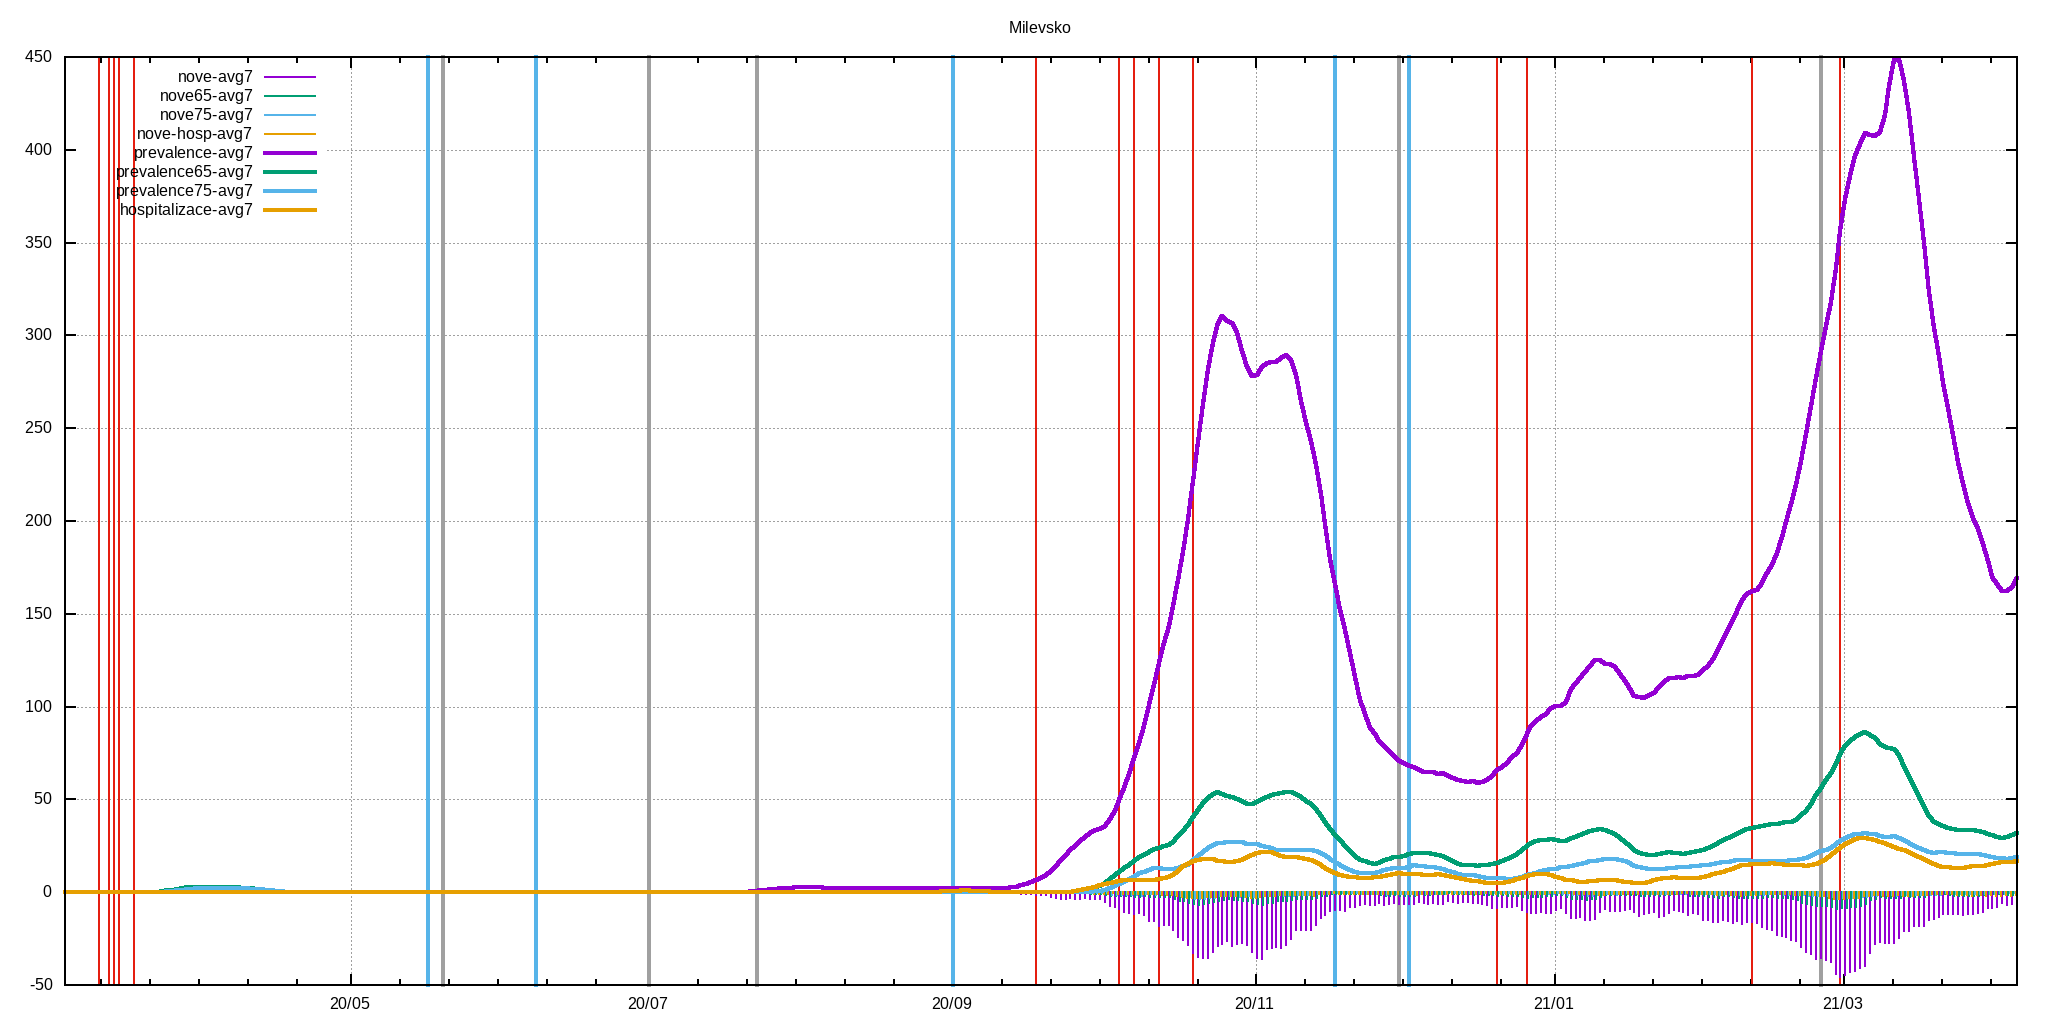 Milevsko
450
400
350
300
250
200
150
100
50
0
-50
nove-avg7
nove65-avg7
nove75-avg7
nove-hosp-avg7
prevalence-avg7
prevalence65-avg7
prevalence75-avg7
hospitalizace-avg7
20/05
20/07
20/09
20/11
21/01
21/03